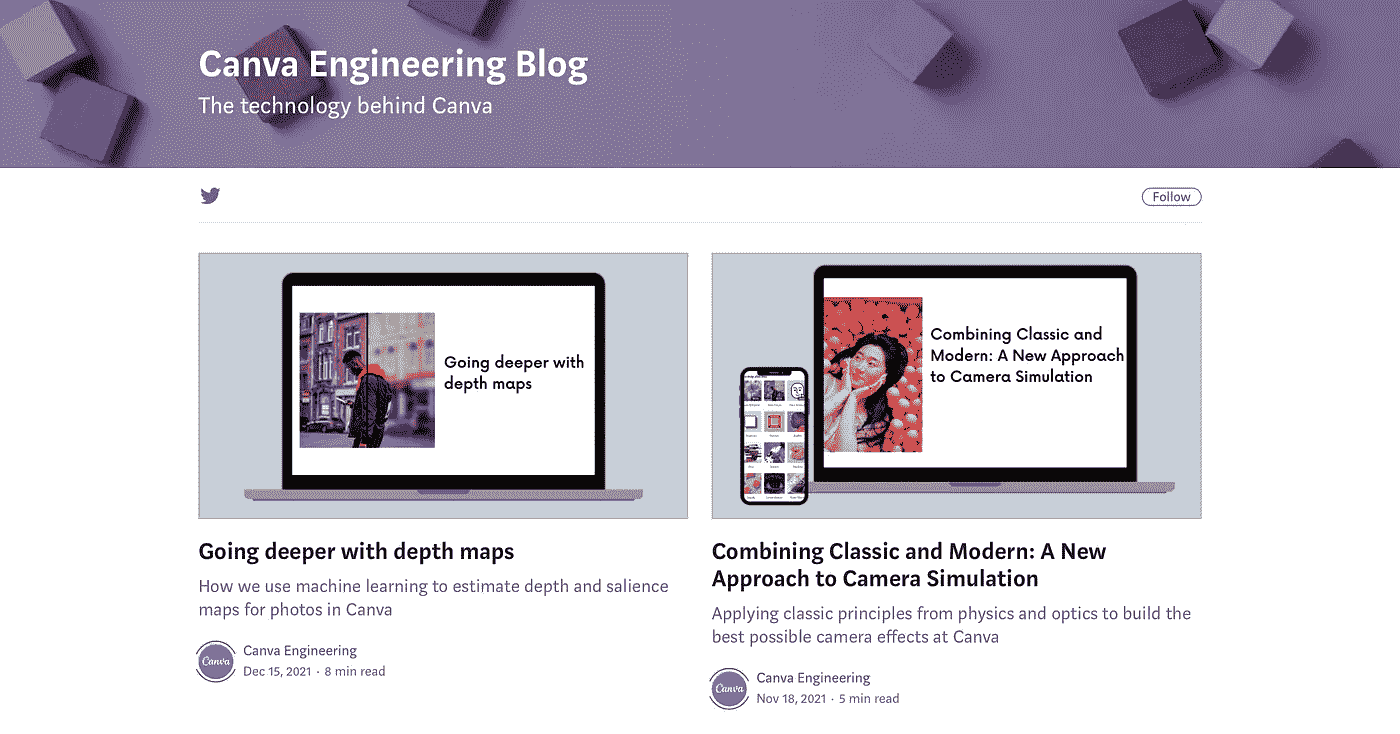 Canva Engineering Blog
The technology behind Canva
Follow
Going deeper with
depth maps
Combining Classic and
Modern: A New Approach
to Camera Simulation
Going deeper with depth maps
How we use machine learning to estimate depth and salience
maps for photos in Canva
Canva
Canva Engineering
Dec 15, 2021 · 8 min read
Combining Classic and Modern: A New
Approach to Camera Simulation
Applying classic principles from physics and optics to build the
best possible camera effects at Canva
Canva
Canva Engineering
Nov 18, 2021 · 5 min read